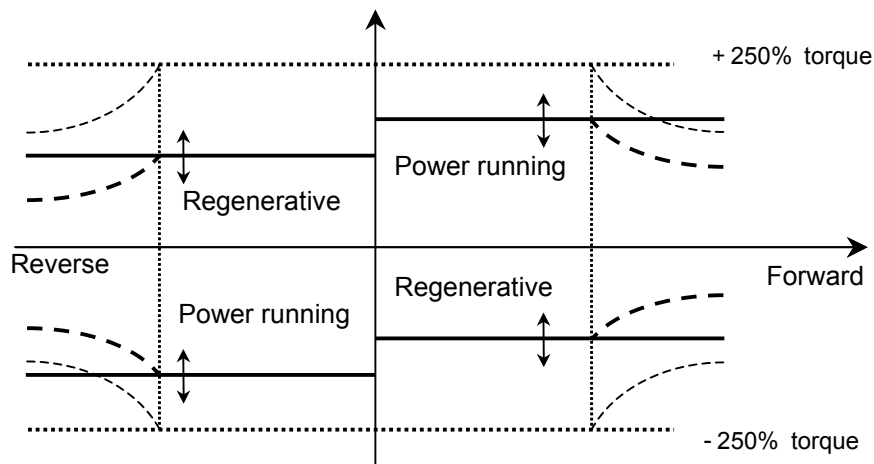 + 250% torque
Power running
Regenerative
Reverse
Forward
Regenerative
Power running
- 250% torque